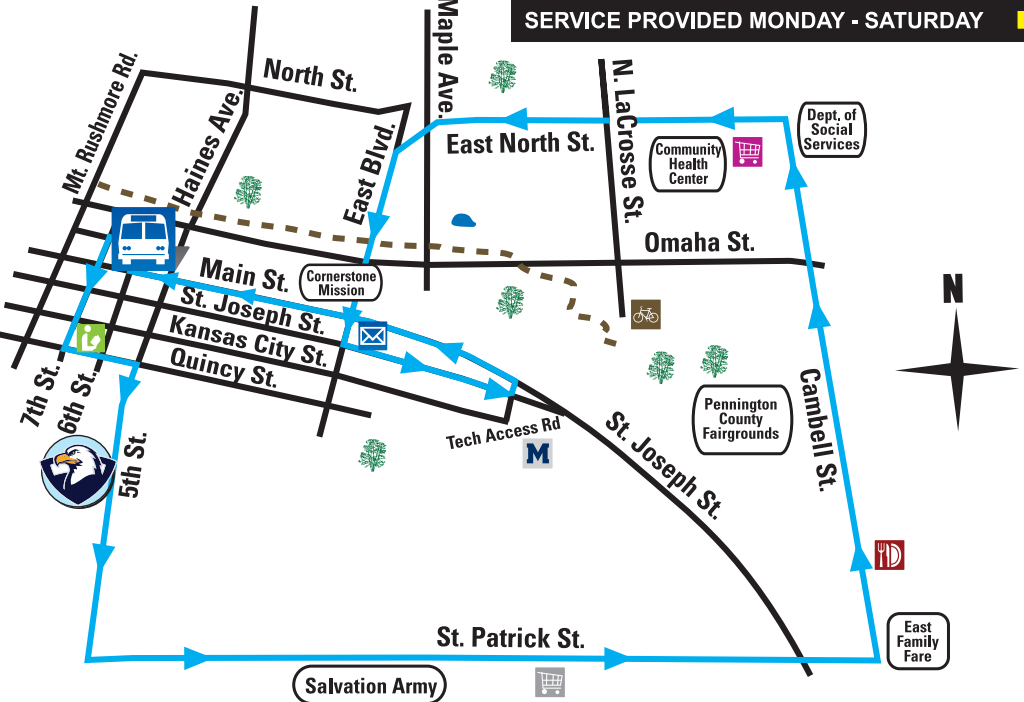 SERVICE PROVIDED MONDAY - SATURDAY
Maple Ave.
North St.
Mt. Rushmore Rd.
Haines Ave.
N. LaCrosse St.
East Blvd.
East North St.
Dept. of
Social
Services
Community
Health
Center
Omaha St.
Main St.
Cornerstone
Mission
St. Joseph St.
Kansas City St.
Quincy St.
N
7th St.
6th St.
5th St.
Tech Access Rd
M
St. Joseph St.
Pennington
County
Fairgrounds
Cambell St.
St. Patrick St.
East
Family
Fare
Salvation Army